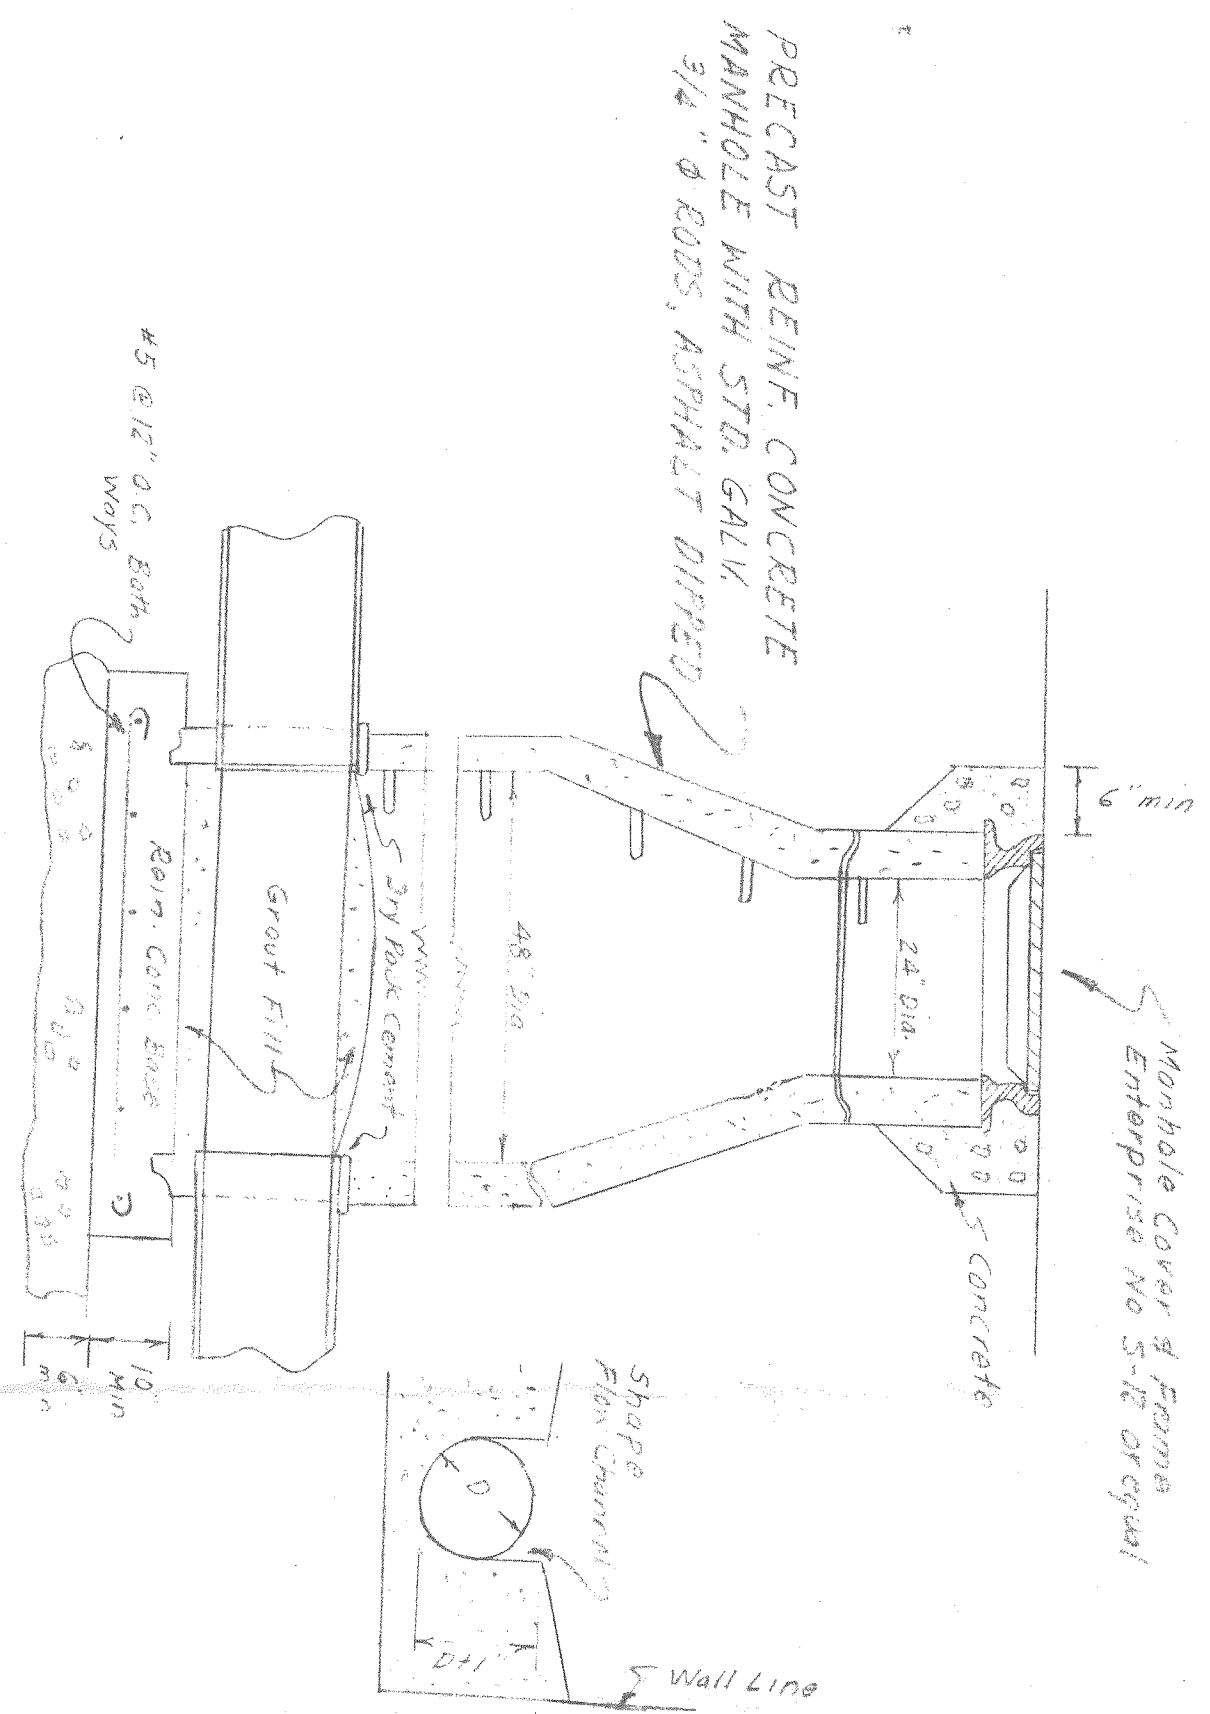 PRECAST REINF. CONCRETE
MANHOLE WITH STD. GALV.
3/4" ϕ RODS, ASPHALT DIPPED
9" min
Manhole Cover & Frame
Enterprise No S-12 or equal
24" Dia.
Concrete
48" Dia
Dry Pack Cement
Grout Fill
Rein. Conc Base
#5 @ 12" O.C. Both
Ways
10
Min
6"
min
Shape
Flow Channel
D
D+1"
Wall Line